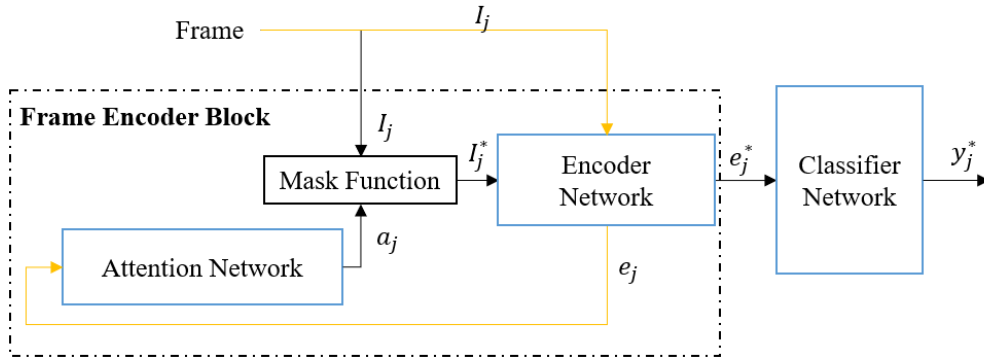 Frame
I_j
Frame Encoder Block
I_j
Mask Function
I_j^*
Encoder
Network
e_j^*
Classifier
Network
y_j^*
a_j
Attention Network
e_j